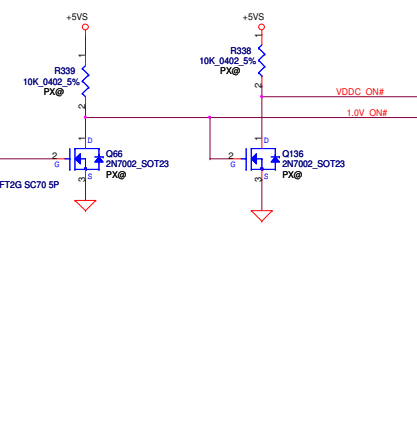 +5VS
+5VS
1
1
R339
10K_0402_5%
PX@
R338
10K_0402_5%
PX@
2
2
VDDC_ON#
1.0V_ON#
1
D
1
D
2
G
Q66
2N7002_SOT23
PX@
2
G
Q136
2N7002_SOT23
PX@
S
3
S
3
FT2G SC70 5P